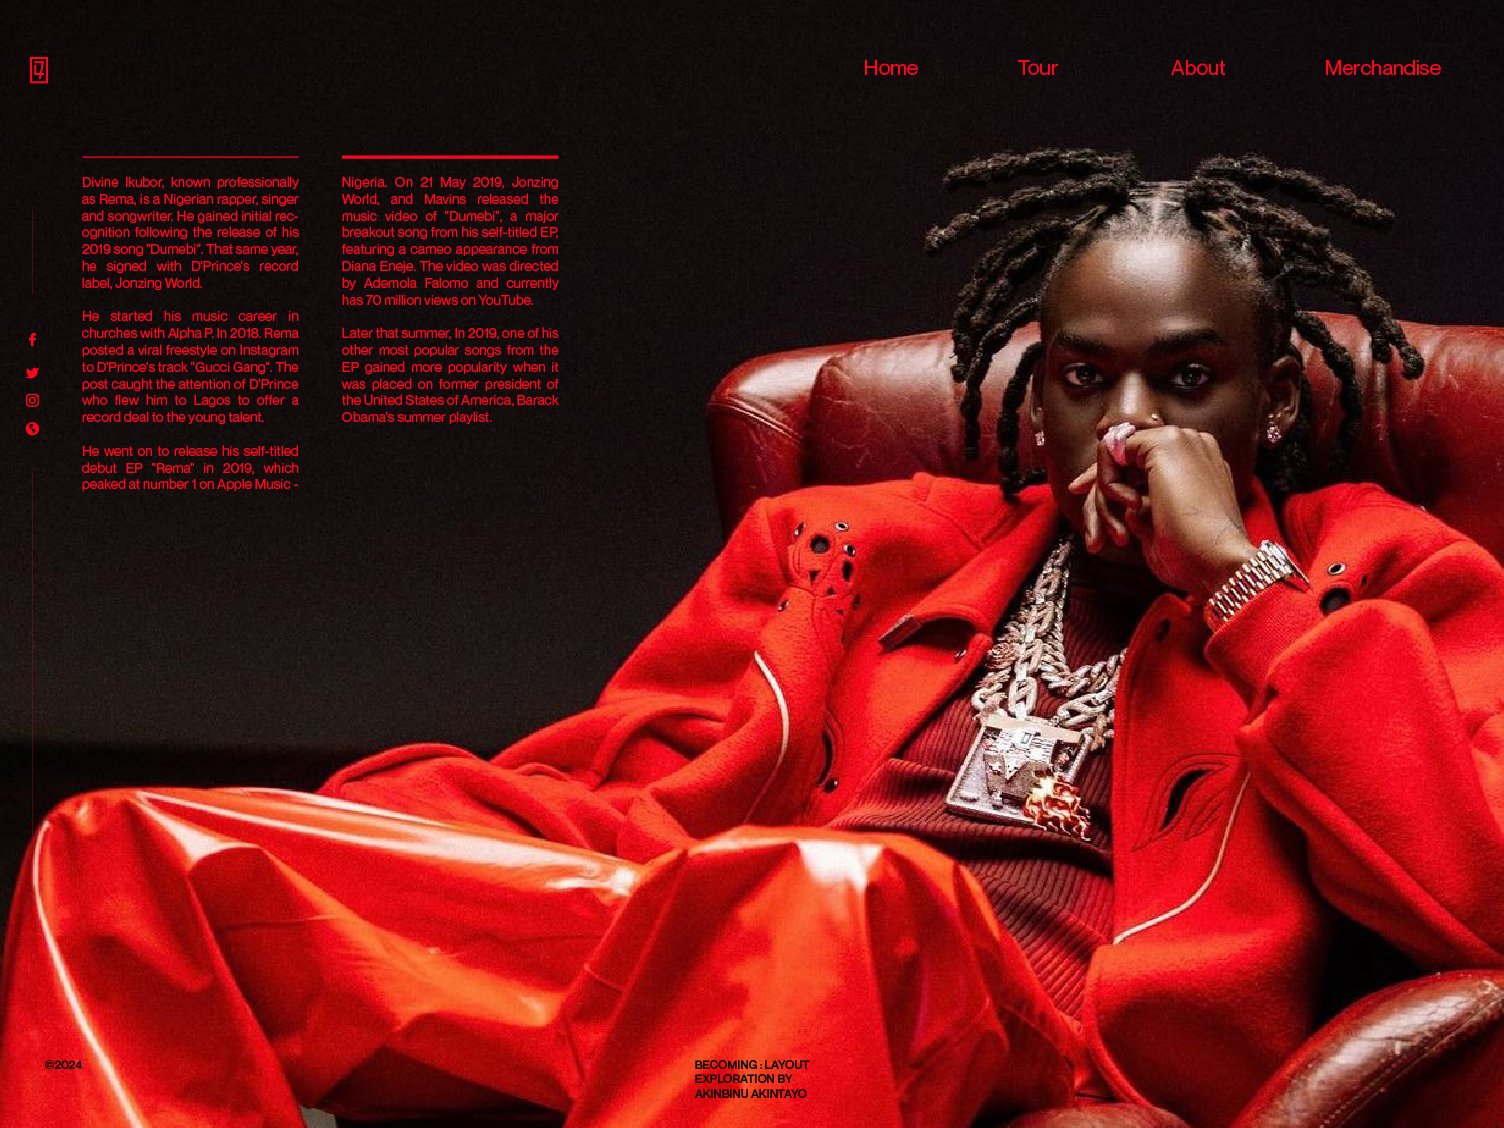 Home
Tour
About
Merchandise
Divine Ikubor, known professionally
as Rema, is a Nigerian rapper, singer
and songwriter. He gained initial rec-
ognition following the release of his
2019 song "Dumebi". That same year,
he signed with D'Prince's record
label, Jonzing World.
He started his music career in
churches with Alpha P. In 2018. Rema
posted a viral freestyle on Instagram
to D'Prince's track "Gucci Gang". The
post caught the attention of D'Prince
who flew him to Lagos to offer a
record deal to the young talent.
He went on to release his self-titled
debut EP "Rema" in 2019, which
peaked at number 1 on Apple Music -
Nigeria. On 21 May 2019, Jonzing
World, and Mavins released the
music video of "Dumebi", a major
breakout song from his self-titled EP,
featuring a cameo appearance from
Diana Eneje. The video was directed
by Ademola Falomo and currently
has 70 million views on YouTube.
Later that summer, In 2019, one of his
other most popular songs from the
EP gained more popularity when it
was placed on former president of
the United States of America, Barack
Obama's summer playlist.
©2024
BECOMING : LAYOUT
EXPLORATION BY
AKINBINU AKINTAYO